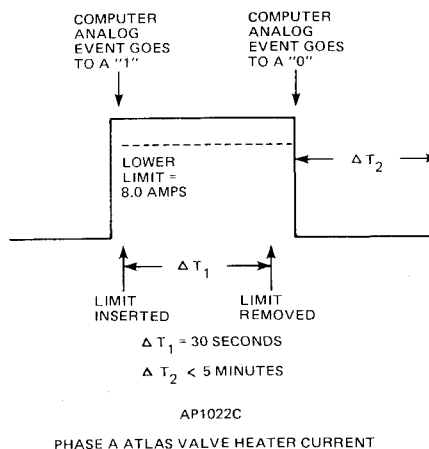 COMPUTER
ANALOG
EVENT GOES
TO A "1"
COMPUTER
ANALOG
EVENT GOES
TO A "0"
LOWER
LIMIT =
8.0 AMPS
Δ T₂
Δ T₁
LIMIT
INSERTED
LIMIT
REMOVED
Δ T₁ = 30 SECONDS
Δ T₂ < 5 MINUTES
AP1022C
PHASE A ATLAS VALVE HEATER CURRENT